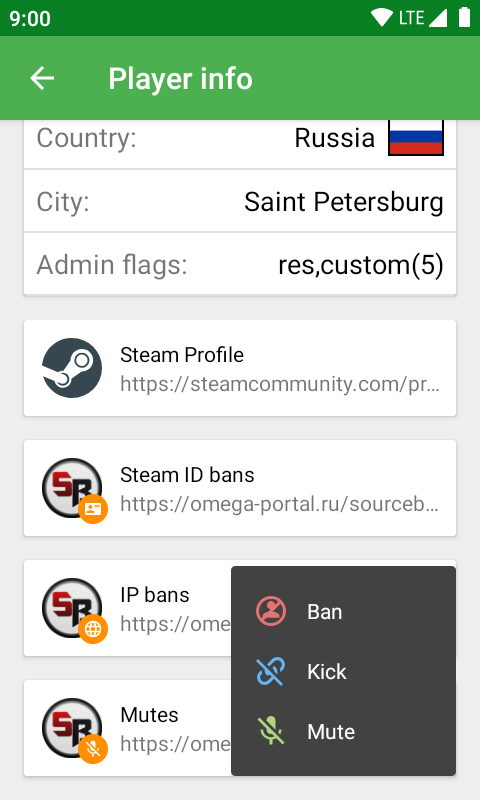 9:00 LTE
Player info
Country: Russia
City: Saint Petersburg
Admin flags: res,custom(5)
Steam Profile
https://steamcommunity.com/pr...
SB
Steam ID bans
https://omega-portal.ru/sourceb...
SB
IP bans
https://ome
Ban
Kick
Mute
SB
Mutes
https://ome